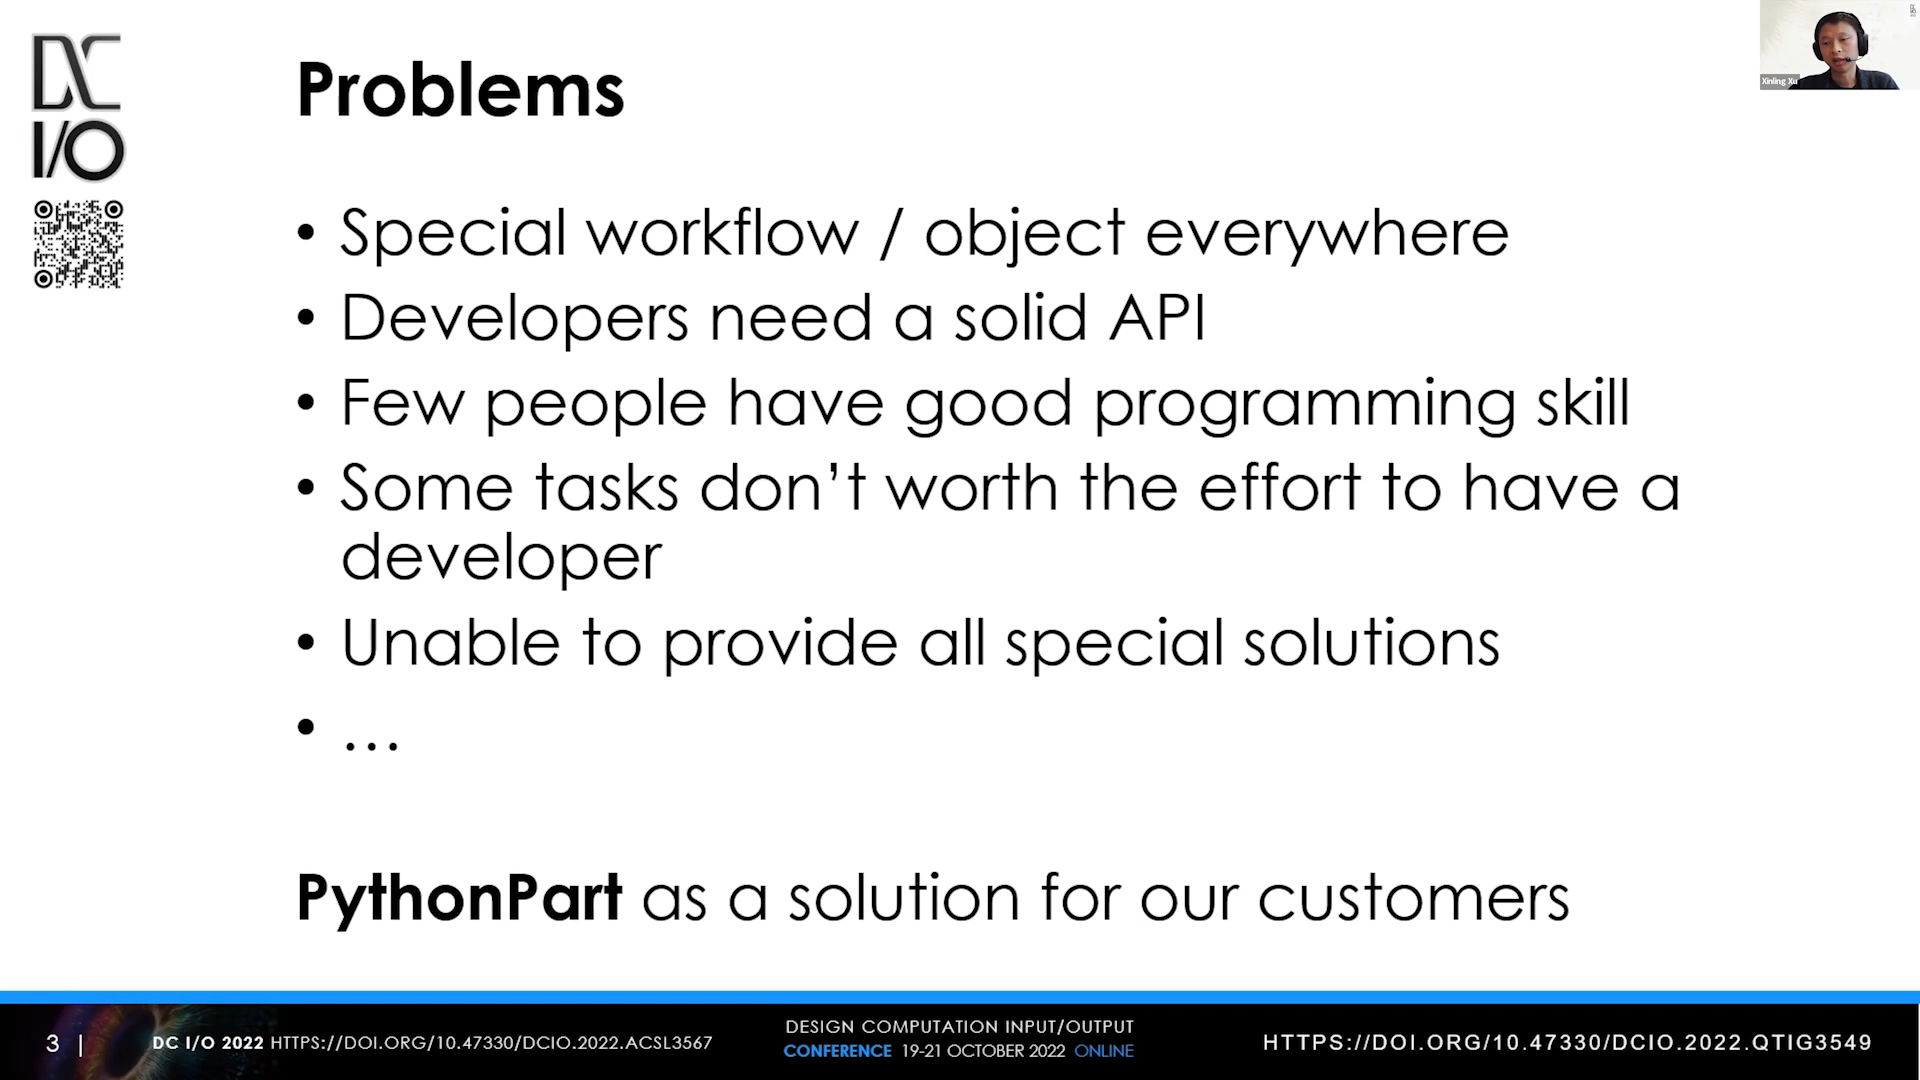 DC
I/O
Problems
Xinling Xu
• Special workflow / object everywhere
• Developers need a solid API
• Few people have good programming skill
• Some tasks don’t worth the effort to have a
developer
• Unable to provide all special solutions
• …
PythonPart as a solution for our customers
3 |
DC I/O 2022 HTTPS://DOI.ORG/10.47330/DCIO.2022.ACSL3567
DESIGN COMPUTATION INPUT/OUTPUT
CONFERENCE 19-21 OCTOBER 2022 ONLINE
HTTPS://DOI.ORG/10.47330/DCIO.2022.QTIG3549